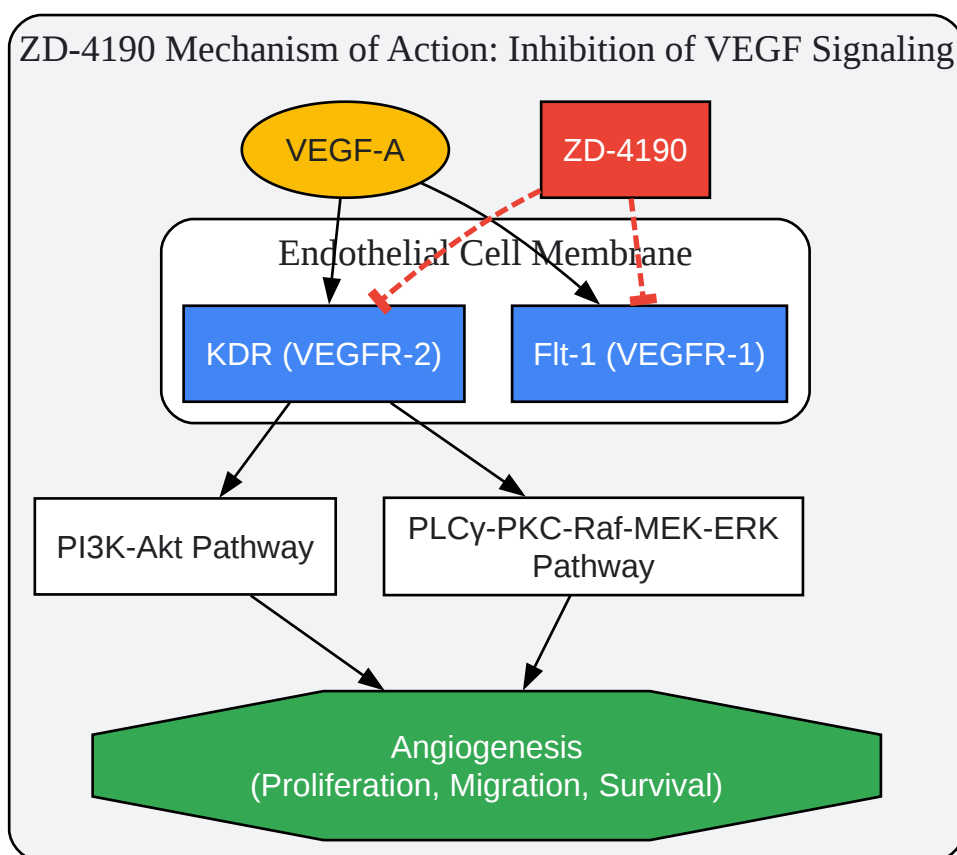 ZD-4190 Mechanism of Action: Inhibition of VEGF Signaling
VEGF-A
ZD-4190
Endothelial Cell Membrane
KDR (VEGFR-2)
Flt-1 (VEGFR-1)
PI3K-Akt Pathway
PLCγ-PKC-Raf-MEK-ERK
Pathway
Angiogenesis
(Proliferation, Migration, Survival)